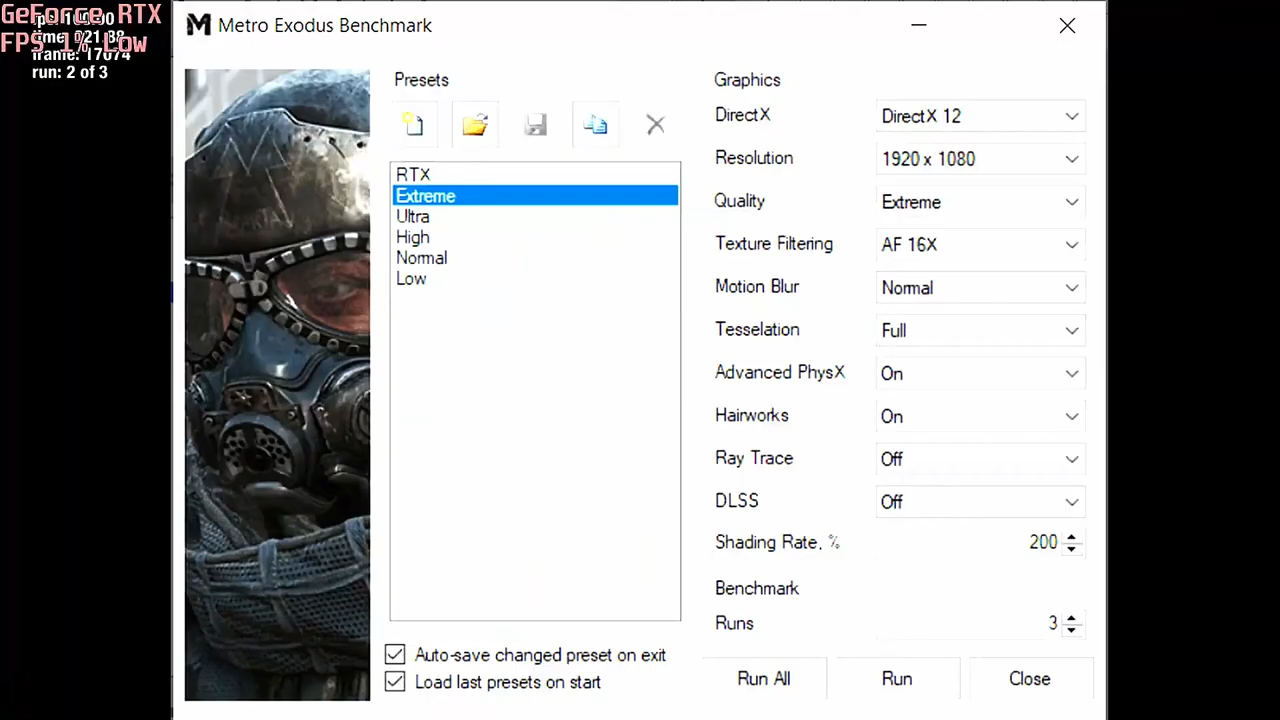 GeForce RTX
FPS 1% Low
frame: 17074
run: 2 of 3
Metro Exodus Benchmark
Presets
RTX
Extreme
Ultra
High
Normal
Low
Auto-save changed preset on exit
Load last presets on start
Graphics
DirectX DirectX 12
Resolution 1920 x 1080
Quality Extreme
Texture Filtering AF 16X
Motion Blur Normal
Tesselation Full
Advanced PhysX On
Hairworks On
Ray Trace Off
DLSS Off
Shading Rate, % 200
Benchmark
Runs 3
Run All Run Close